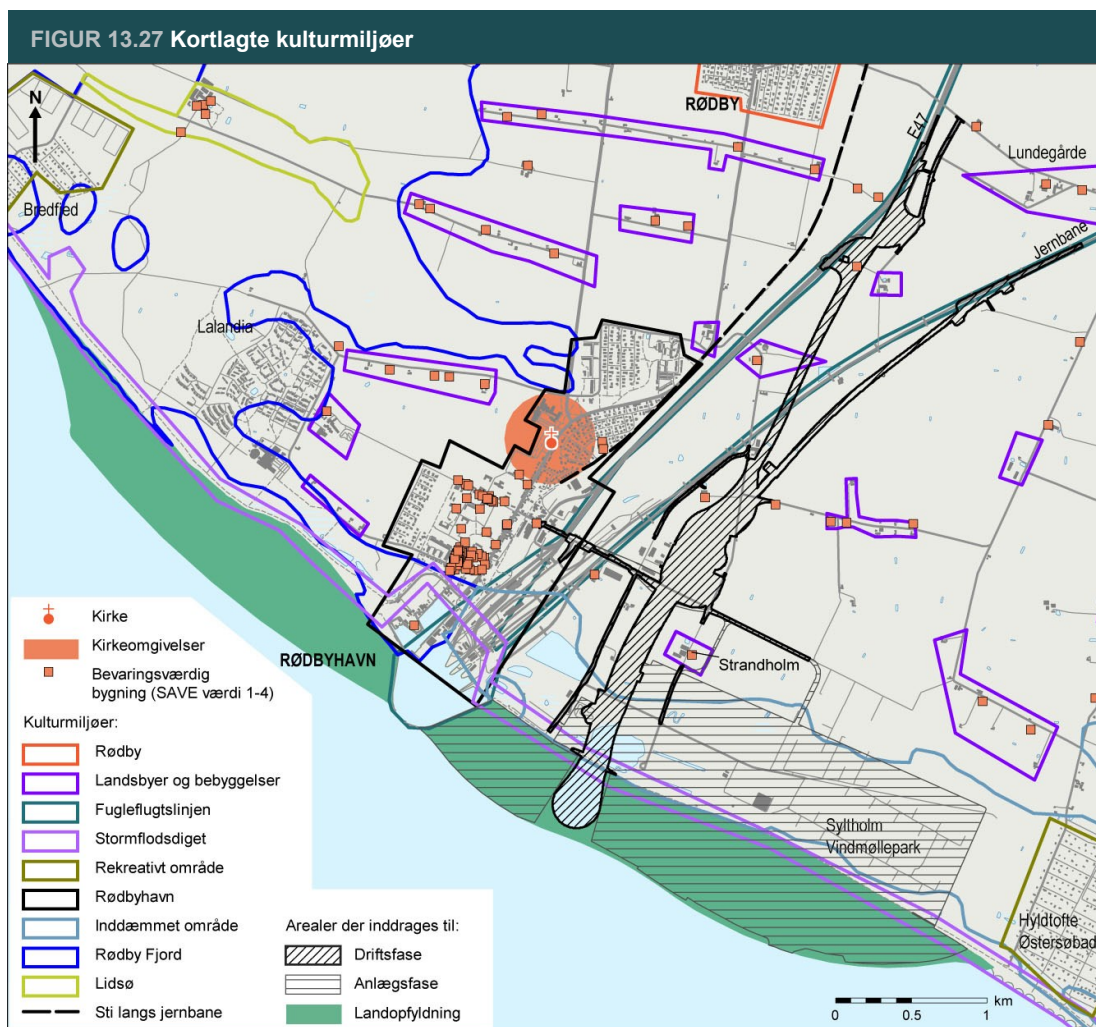 FIGUR 13.27 Kortlagte kulturmiljøer
N
RØDBY
E47
Lundegårde
Bredfjed
Jernbane
Lalandia
Kirke
Kirkeomgivelser
RØDBYHAVN
Bevaringsværdig
bygning (SAVE værdi 1-4)
Strandholm
Kulturmiljøer:
Rødby
Landsbyer og bebyggelser
Fugleflugtslinjen
Stormflodsdiget
Rekreativt område
Rødbyhavn
Inddæmmet område
Rødby Fjord
Lidsø
Sti langs jernbane
Arealer der inddrages til:
Driftsfase
Anlægsfase
Landopfyldning
Syltholm
Vindmøllepark
Hyldtofte
Østersøbad
km
0 0.5 1